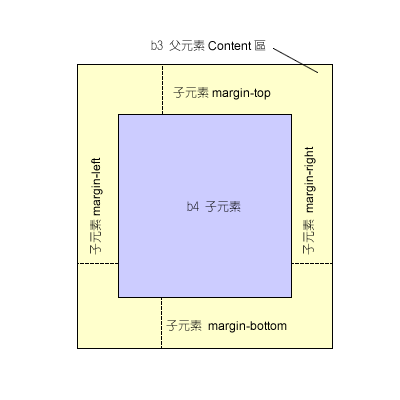 b3 父元素 Content 區
子元素 margin-top
子元素 margin-left
b4 子元素
子元素 margin-right
子元素 margin-bottom